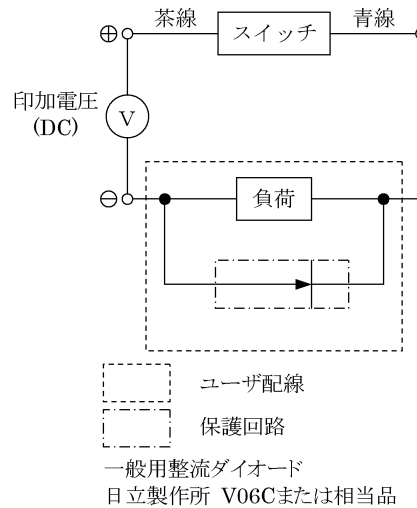 茶線
スイッチ
青線
⊕
印加電圧
(DC)
V
⊖
負荷
ユーザ配線
保護回路
一般用整流ダイオード
日立製作所 V06Cまたは相当品